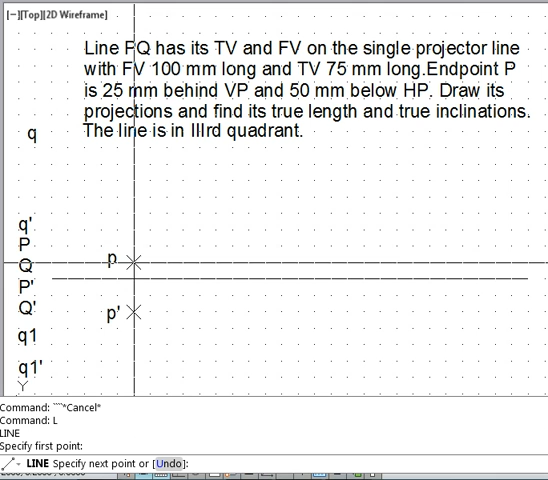 [−][Top][2D Wireframe]
Line PQ has its TV and FV on the single projector line
with FV 100 mm long and TV 75 mm long.Endpoint P
is 25 mm behind VP and 50 mm below HP. Draw its
projections and find its true length and true inclinations.
The line is in IIIrd quadrant.
q
q'
P
Q
P'
Q'
q1
q1'
Y
p
p'
Command: *Cancel*
Command: L
LINE
Specify first point:
LINE Specify next point or [Undo]: